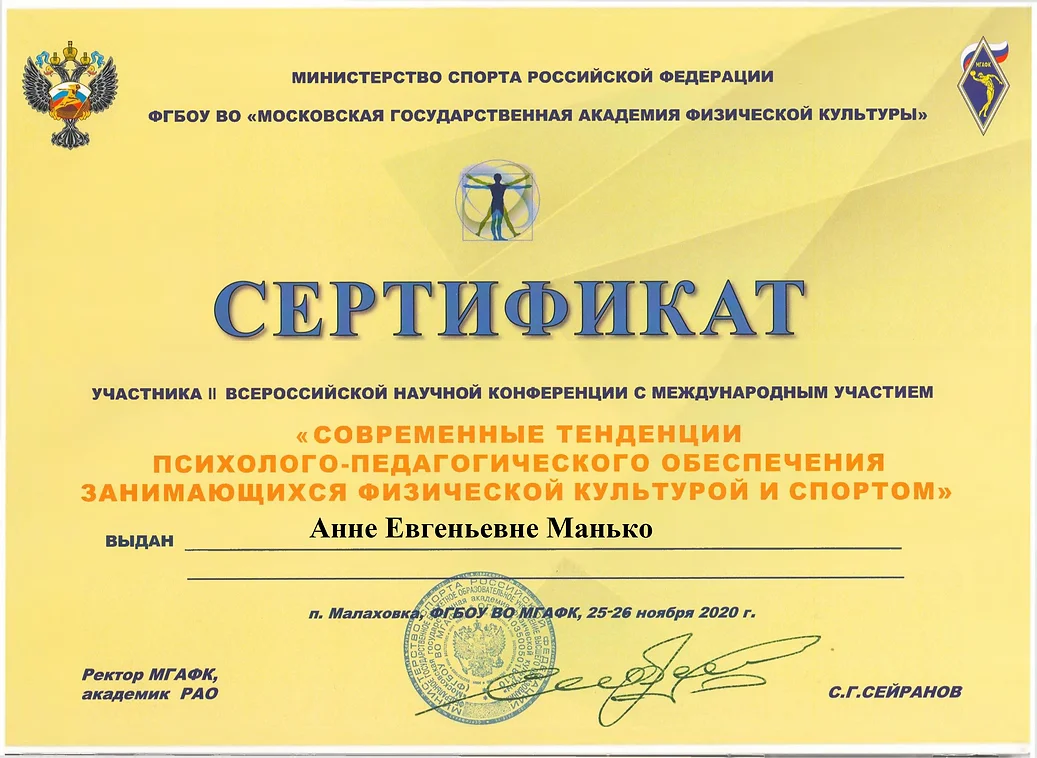 МИНИСТЕРСТВО СПОРТА РОССИЙСКОЙ ФЕДЕРАЦИИ
ФГБОУ ВО «МОСКОВСКАЯ ГОСУДАРСТВЕННАЯ АКАДЕМИЯ ФИЗИЧЕСКОЙ КУЛЬТУРЫ»
МГАФК
СЕРТИФИКАТ
УЧАСТНИКА II ВСЕРОССИЙСКОЙ НАУЧНОЙ КОНФЕРЕНЦИИ С МЕЖДУНАРОДНЫМ УЧАСТИЕМ
«СОВРЕМЕННЫЕ ТЕНДЕНЦИИ
ПСИХОЛОГО-ПЕДАГОГИЧЕСКОГО ОБЕСПЕЧЕНИЯ
ЗАНИМАЮЩИХСЯ ФИЗИЧЕСКОЙ КУЛЬТУРОЙ И СПОРТОМ»
ВЫДАН Анне Евгеньевне Манько
п. Малаховка, ФГБОУ ВО МГАФК, 25-26 ноября 2020 г.
Ректор МГАФК,
академик РАО
С.Г.СЕЙРАНОВ